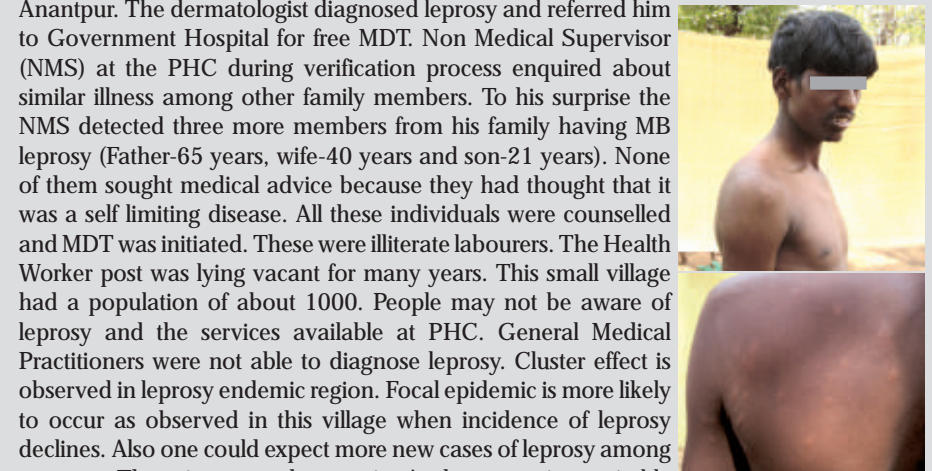 Anantpur. The dermatologist diagnosed leprosy and referred him
to Government Hospital for free MDT. Non Medical Supervisor
(NMS) at the PHC during verification process enquired about
similar illness among other family members. To his surprise the
NMS detected three more members from his family having MB
leprosy (Father-65 years, wife-40 years and son-21 years). None
of them sought medical advice because they had thought that it
was a self limiting disease. All these individuals were counselled
and MDT was initiated. These were illiterate labourers. The Health
Worker post was lying vacant for many years. This small village
had a population of about 1000. People may not be aware of
leprosy and the services available at PHC. General Medical
Practitioners were not able to diagnose leprosy. Cluster effect is
observed in leprosy endemic region. Focal epidemic is more likely
to occur as observed in this village when incidence of leprosy
declines. Also one could expect more new cases of leprosy among